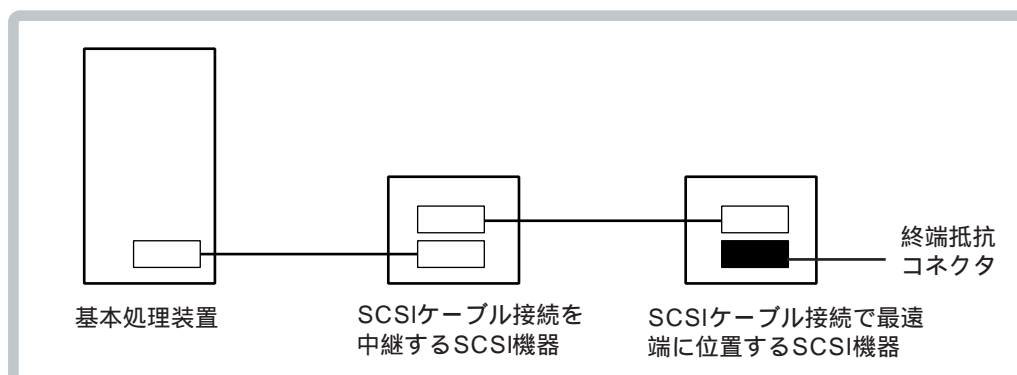 終端抵抗
コネクタ
基本処理装置
SCSIケーブル接続を
中継するSCSI機器
SCSIケーブル接続で最遠
端に位置するSCSI機器